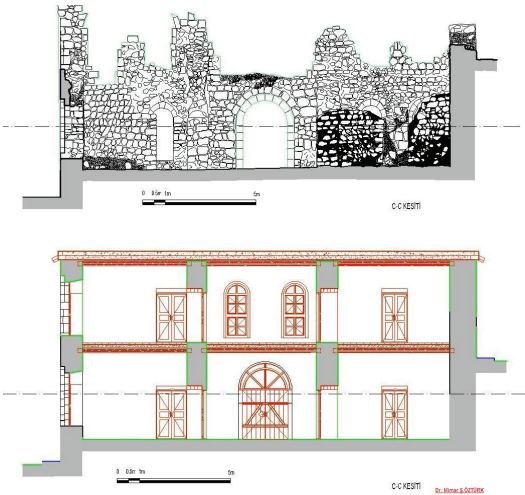 0 0.5m 1m 5m
C-C KESİTİ
0 0.5m 1m 5m
C-C KESİTİ
Dr. Mimar Ş.ÖZTÜRK